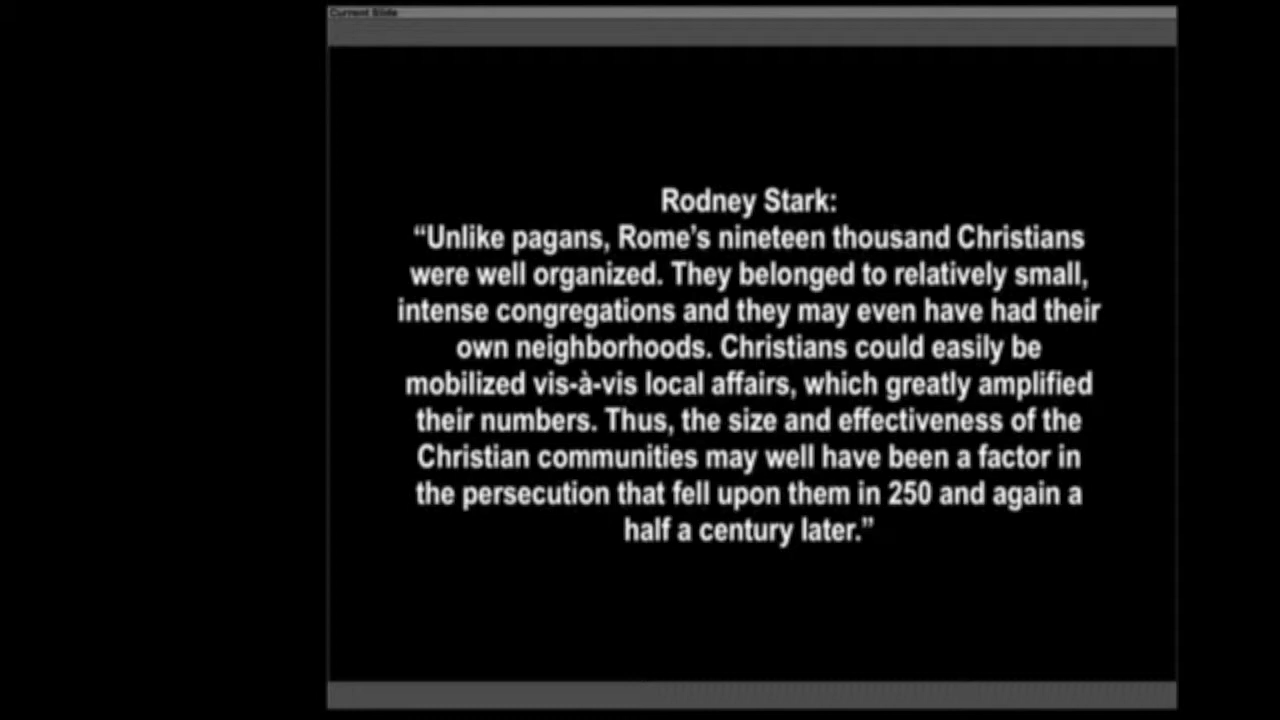 Current Slide
Rodney Stark:
“Unlike pagans, Rome’s nineteen thousand Christians
were well organized. They belonged to relatively small,
intense congregations and they may even have had their
own neighborhoods. Christians could easily be
mobilized vis-à-vis local affairs, which greatly amplified
their numbers. Thus, the size and effectiveness of the
Christian communities may well have been a factor in
the persecution that fell upon them in 250 and again a
half a century later.”